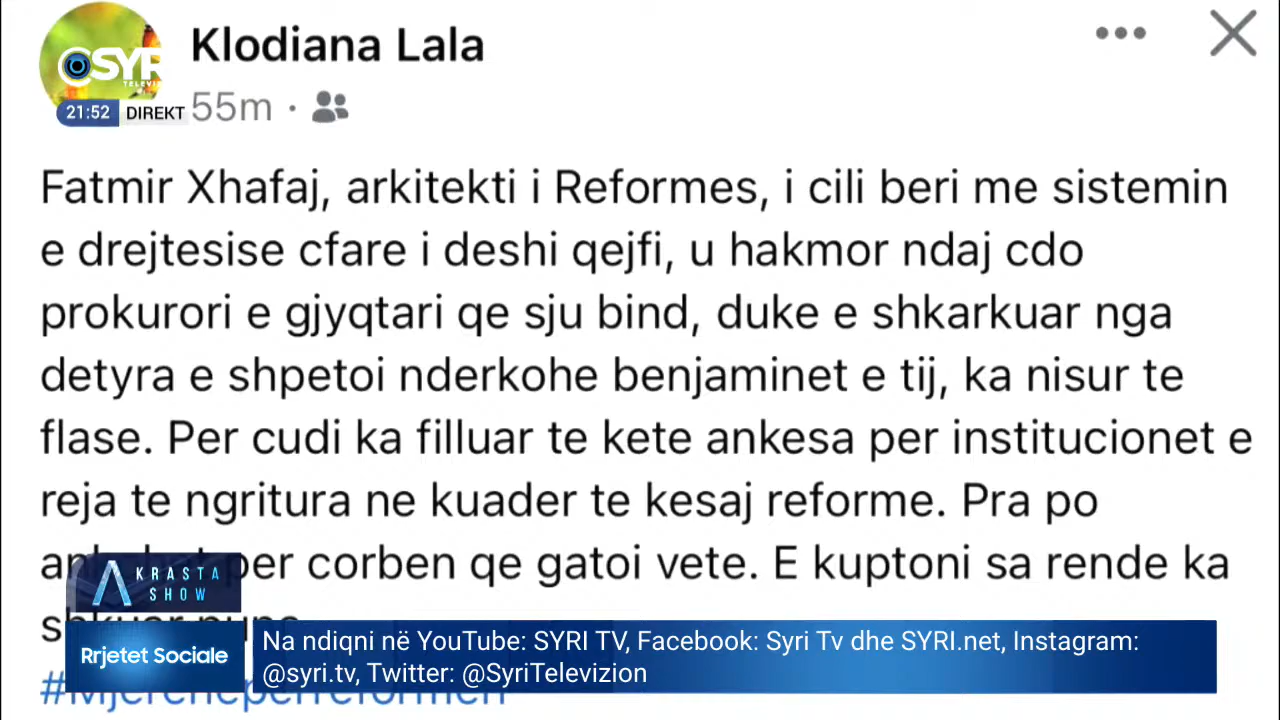 Klodiana Lala
SYR
TELEVIZ
21:52 DIREKT 55m ·
Fatmir Xhafaj, arkitekti i Reformes, i cili beri me sistemin
e drejtesise cfare i deshi qejfi, u hakmor ndaj cdo
prokurori e gjyqtari qe sju bind, duke e shkarkuar nga
detyra e shpetoi nderkohe benjaminet e tij, ka nisur te
flase. Per cudi ka filluar te kete ankesa per institucionet e
reja te ngritura ne kuader te kesaj reforme. Pra po
per corben qe gatoi vete. E kuptoni sa rende ka
KRASTA
SHOW
Rrjetet Sociale
Na ndiqni në YouTube: SYRI TV, Facebook: Syri Tv dhe SYRI.net, Instagram:
@syri.tv, Twitter: @SyriTelevizion